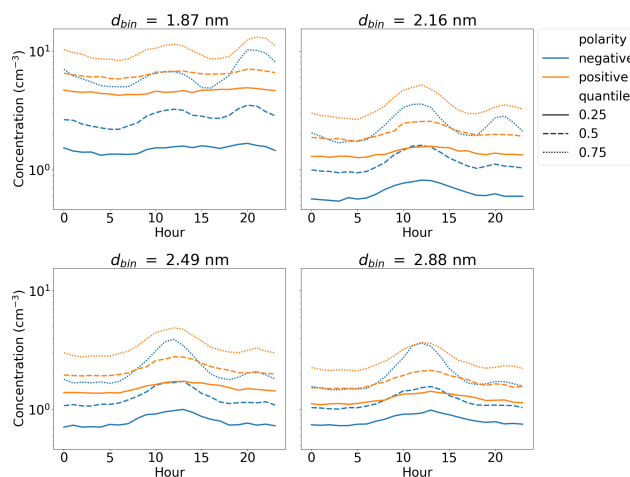 d_bin = 1.87 nm
d_bin = 2.16 nm
polarity
negative
positive
quantile
0.25
0.5
0.75
Concentration (cm⁻³)
10¹
10⁰
0 5 10 15 20
Hour
0 5 10 15 20
Hour
d_bin = 2.49 nm
d_bin = 2.88 nm
Concentration (cm⁻³)
10¹
10⁰
0 5 10 15 20
Hour
0 5 10 15 20
Hour